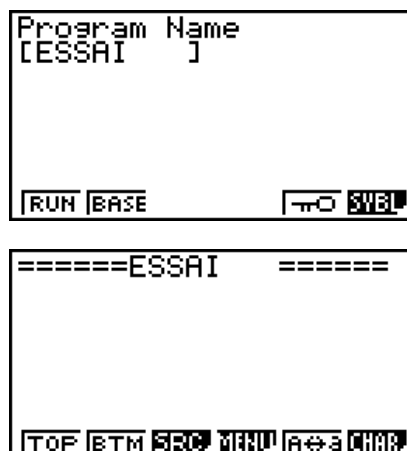 Program Name
[ESSAI    ]
RUN BASE SYBL
======ESSAI   ======
TOP BTM SRC MENU A↔a CHAR